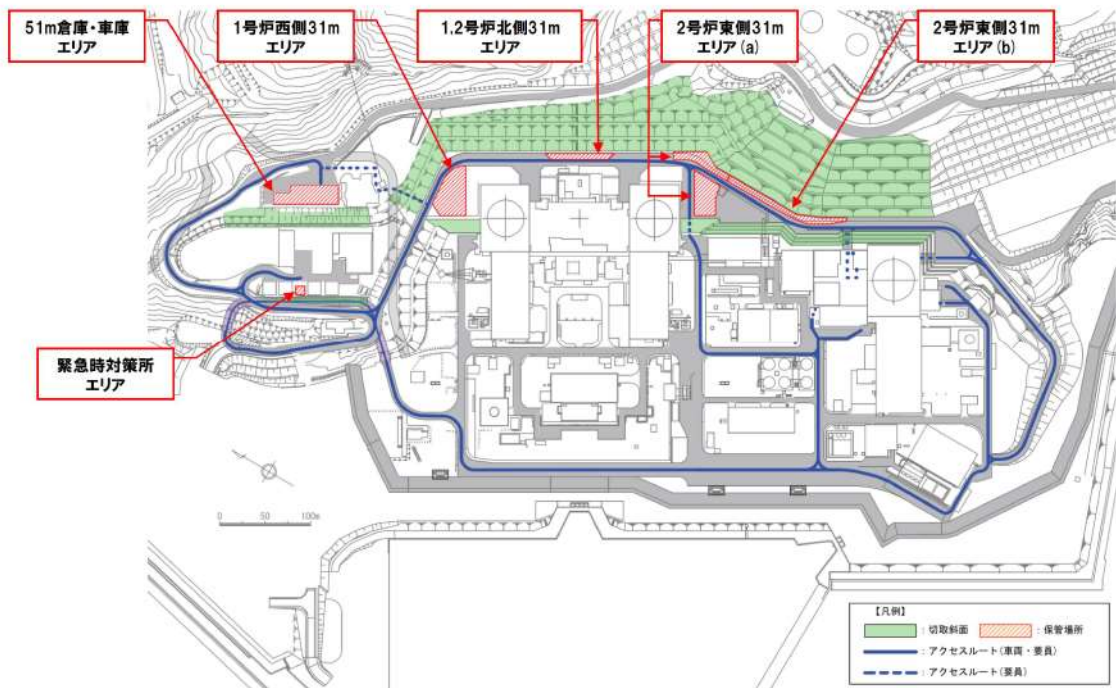 51m倉庫・車庫
エリア
1号炉西側31m
エリア
1,2号炉北側31m
エリア
2号炉東側31m
エリア(a)
2号炉東側31m
エリア(b)
緊急時対策所
エリア
0 50 100m
【凡例】
:切取斜面
:保管場所
:アクセスルート(車両・要員)
:アクセスルート(要員)